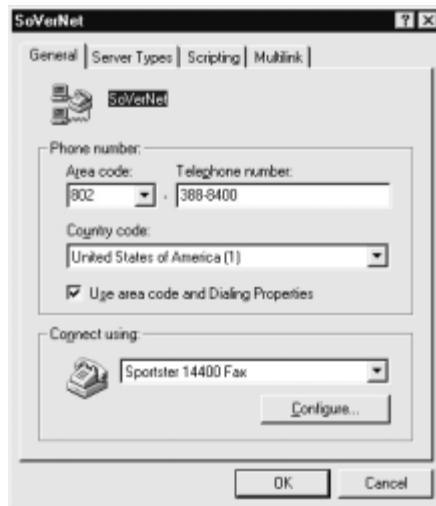 SoVerNet
General Server Types Scripting Multilink
SoVerNet
Phone number:
Area code: Telephone number:
802 - 388-8400
Country code:
United States of America (1)
Use area code and Dialing Properties
Connect using:
Sportster 14400 Fax
Configure...
OK Cancel